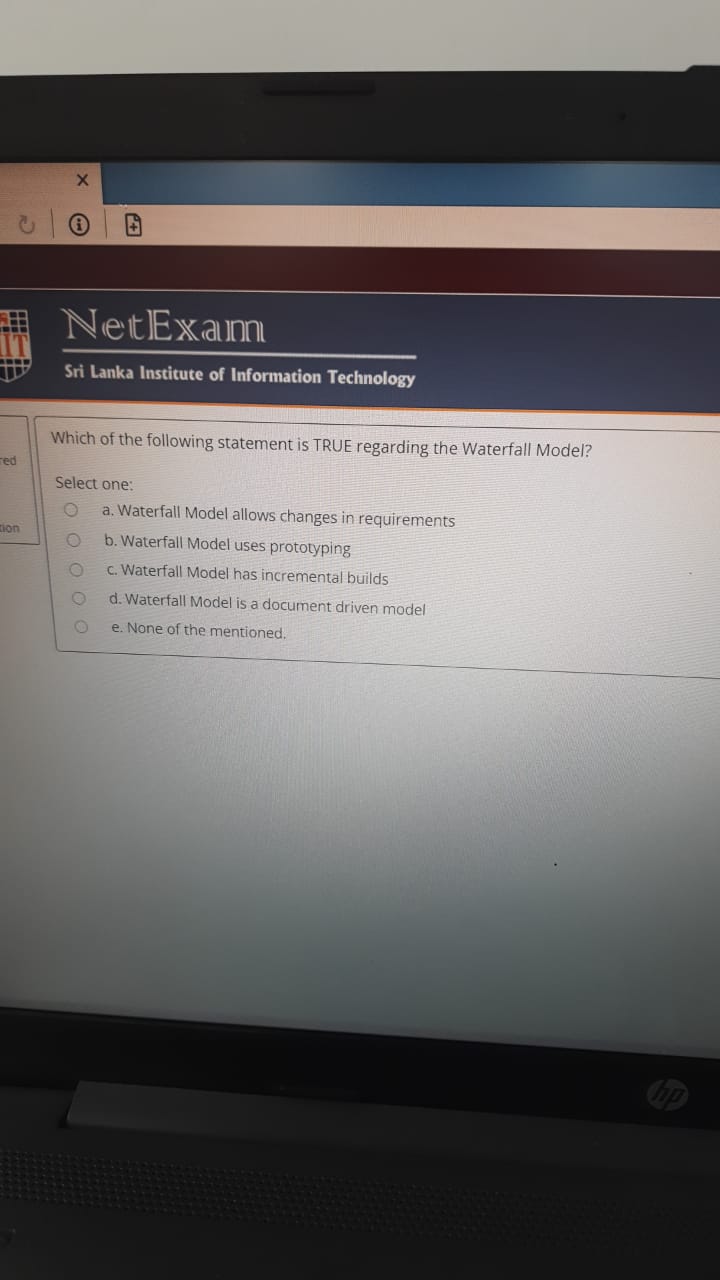 NetExam
IIT
Sri Lanka Institute of Information Technology
Which of the following statement is TRUE regarding the Waterfall Model?
Select one:
a. Waterfall Model allows changes in requirements
b. Waterfall Model uses prototyping
c. Waterfall Model has incremental builds
d. Waterfall Model is a document driven model
e. None of the mentioned.
hp